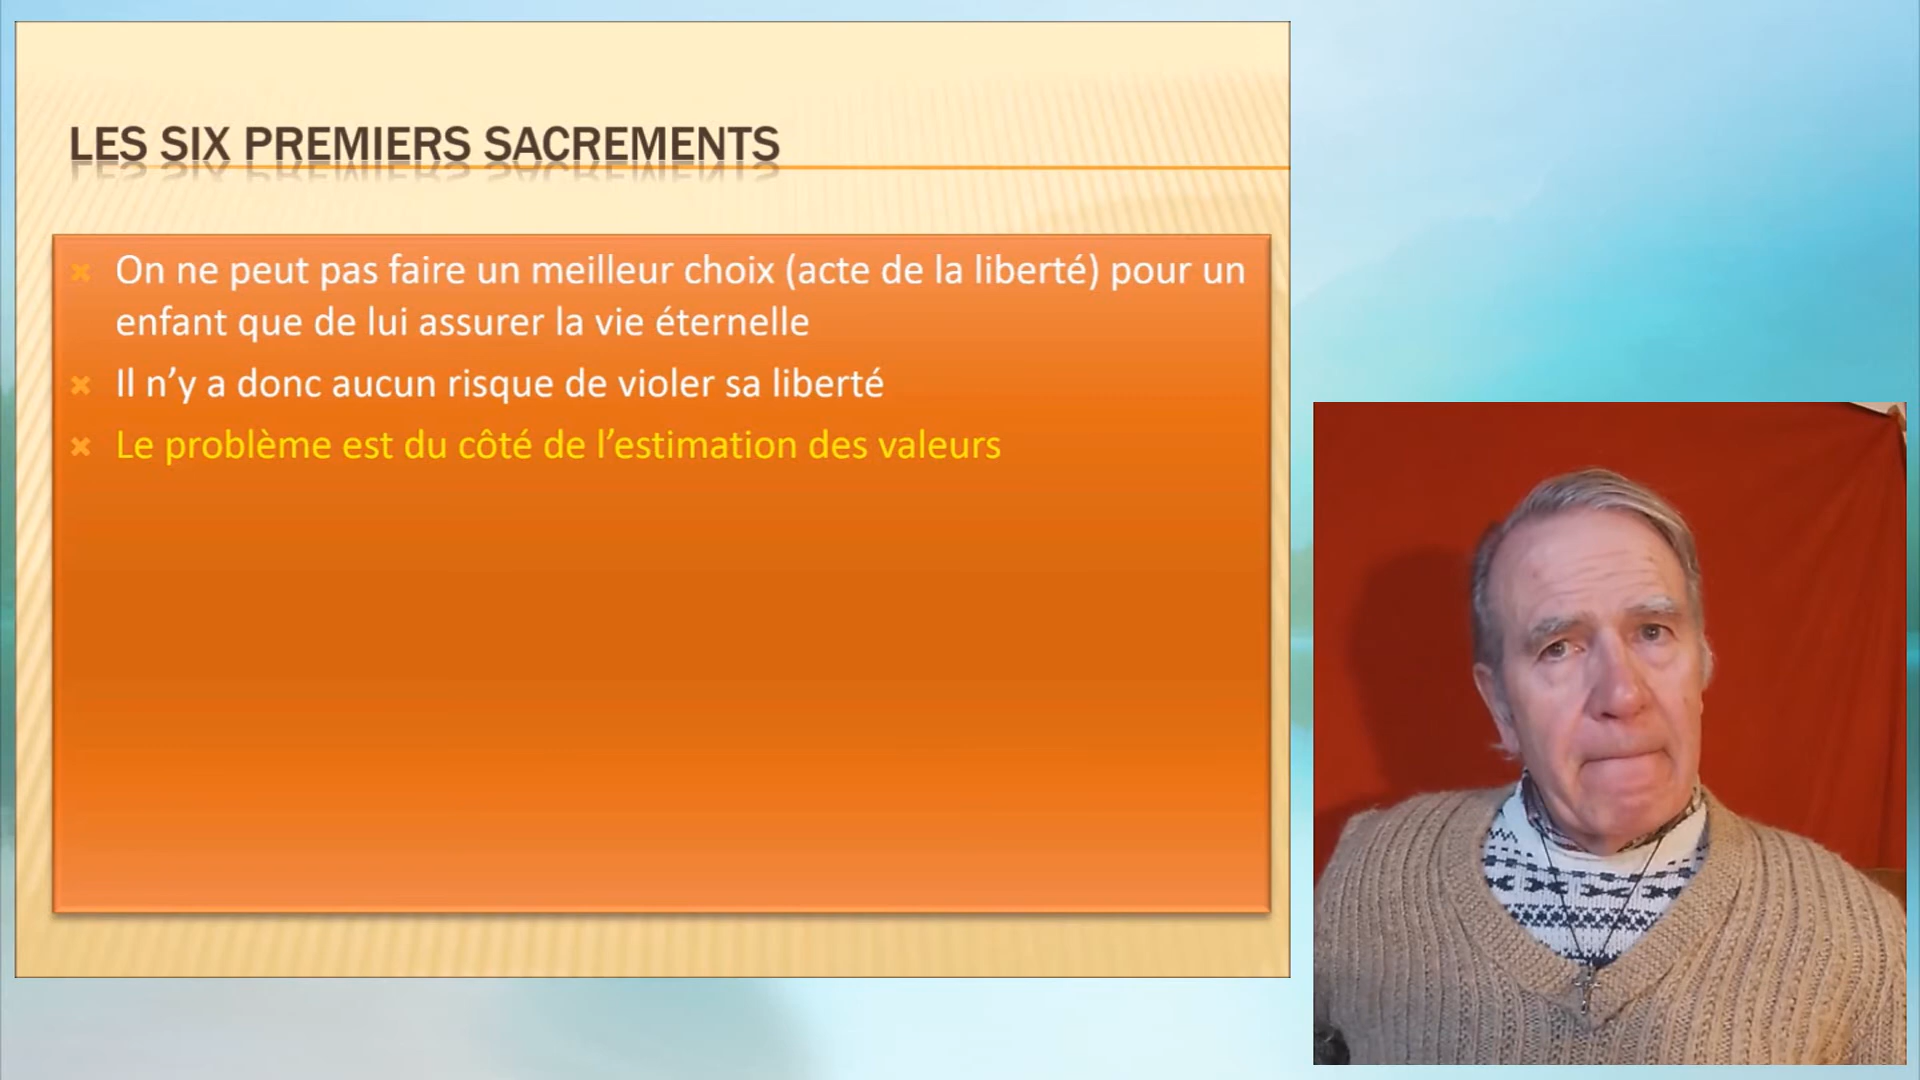 LES SIX PREMIERS SACREMENTS
On ne peut pas faire un meilleur choix (acte de la liberté) pour un
enfant que de lui assurer la vie éternelle
Il n’y a donc aucun risque de violer sa liberté
Le problème est du côté de l’estimation des valeurs